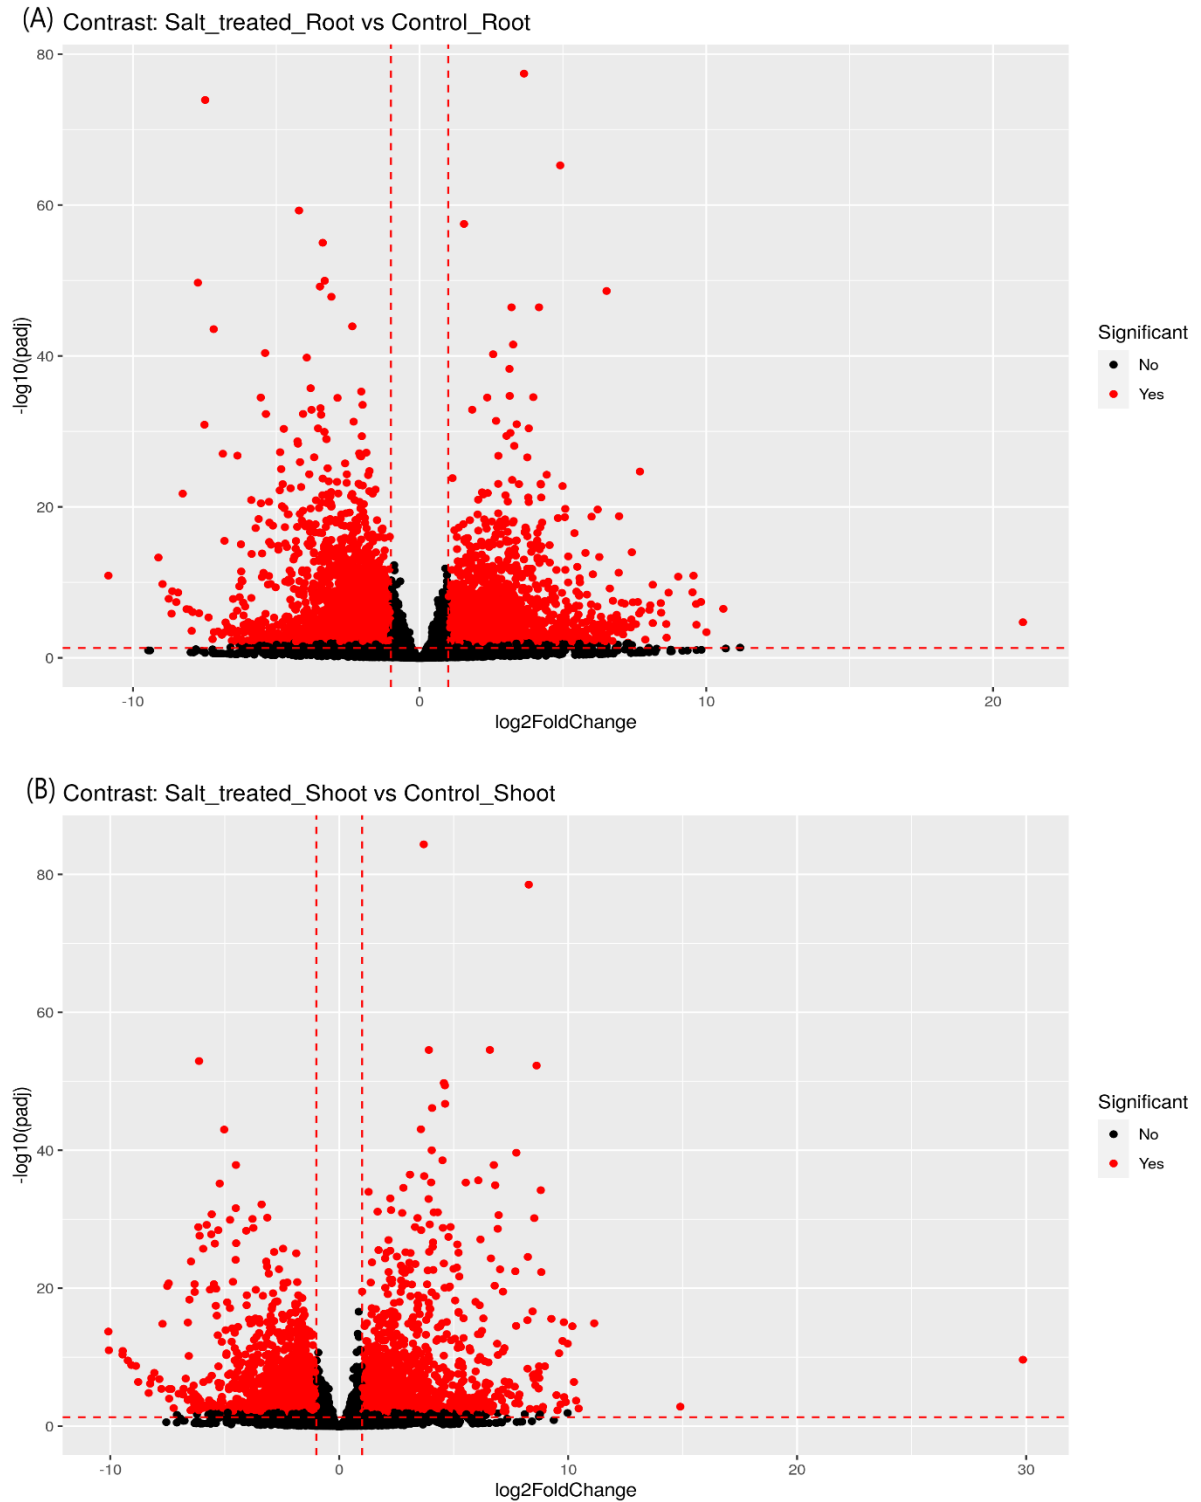 (A) Contrast: Salt_treated_Root vs Control_Root
80
60
40
20
0
-log10(padj)
-10
0
10
20
log2FoldChange
Significant
No
Yes
(B) Contrast: Salt_treated_Shoot vs Control_Shoot
80
60
40
20
0
-log10(padj)
-10
0
10
20
30
log2FoldChange
Significant
No
Yes